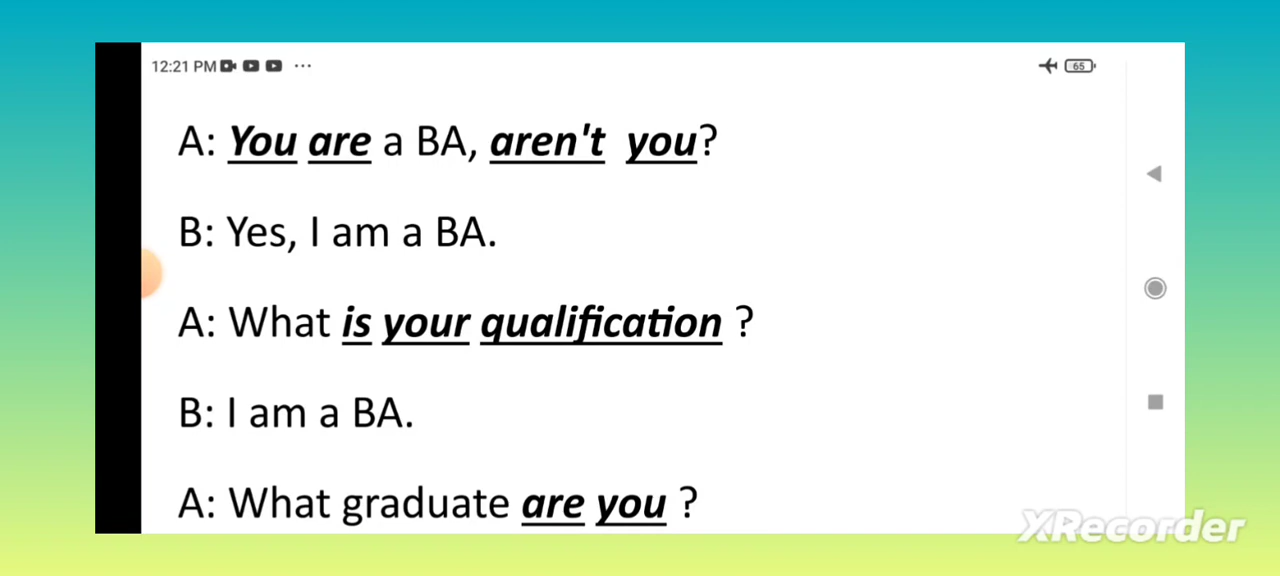 12:21 PM ... 65
A: You are a BA, aren't you?
B: Yes, I am a BA.
A: What is your qualification ?
B: I am a BA.
A: What graduate are you ?
XRecorder